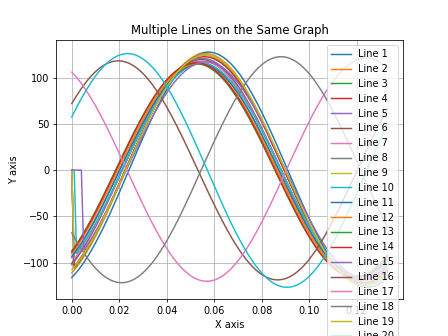 Multiple Lines on the Same Graph
Y axis
100
50
0
−50
−100
0.00
0.02
0.04
0.06
0.08
0.10
X axis
Line 1
Line 2
Line 3
Line 4
Line 5
Line 6
Line 7
Line 8
Line 9
Line 10
Line 11
Line 12
Line 13
Line 14
Line 15
Line 16
Line 17
Line 18
Line 19
Line 20